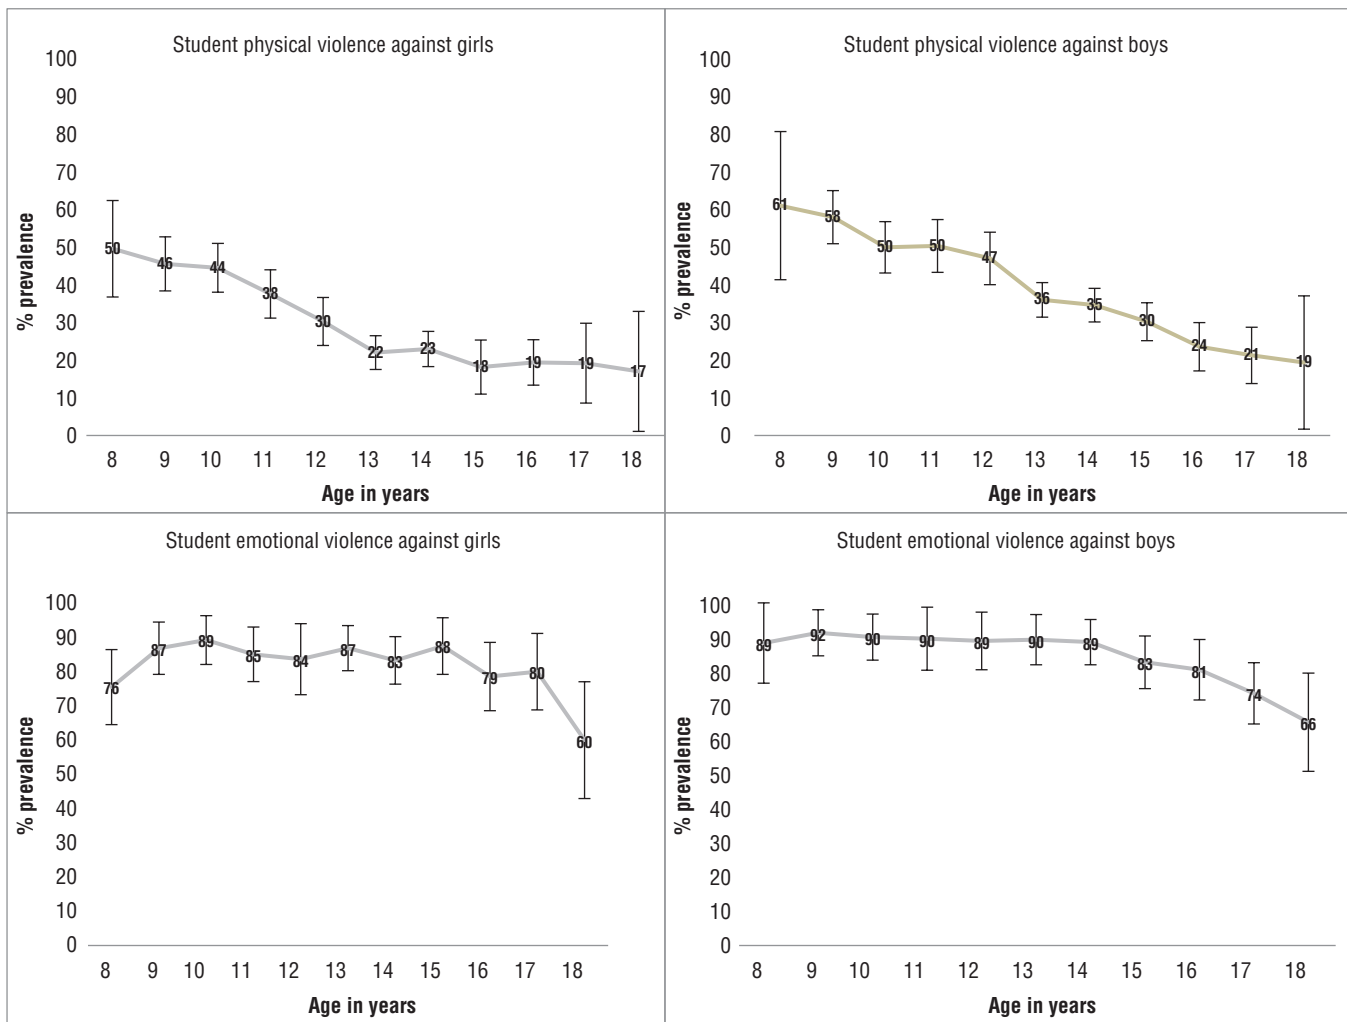 Student physical violence against girls
100
90
80
70
60
50
40
30
20
10
0
% prevalence
50 46 44 38 30 22 23 18 19 19 17
8 9 10 11 12 13 14 15 16 17 18
Age in years
Student physical violence against boys
100
90
80
70
60
50
40
30
20
10
0
% prevalence
61 58 50 50 47 36 35 30 24 21 19
8 9 10 11 12 13 14 15 16 17 18
Age in years
Student emotional violence against girls
100
90
80
70
60
50
40
30
20
10
0
% prevalence
76 87 89 85 84 87 83 88 79 80 60
8 9 10 11 12 13 14 15 16 17 18
Age in years
Student emotional violence against boys
100
90
80
70
60
50
40
30
20
10
0
% prevalence
89 92 90 90 89 90 89 83 81 74 66
8 9 10 11 12 13 14 15 16 17 18
Age in years